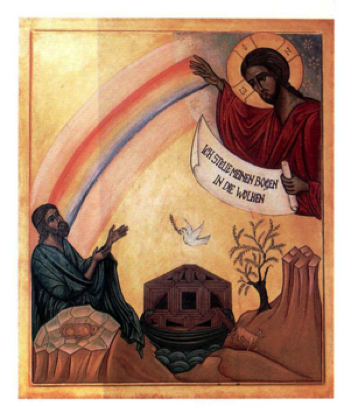 ICH STELLE MEINEN BOGEN
IN DIE WOLKEN